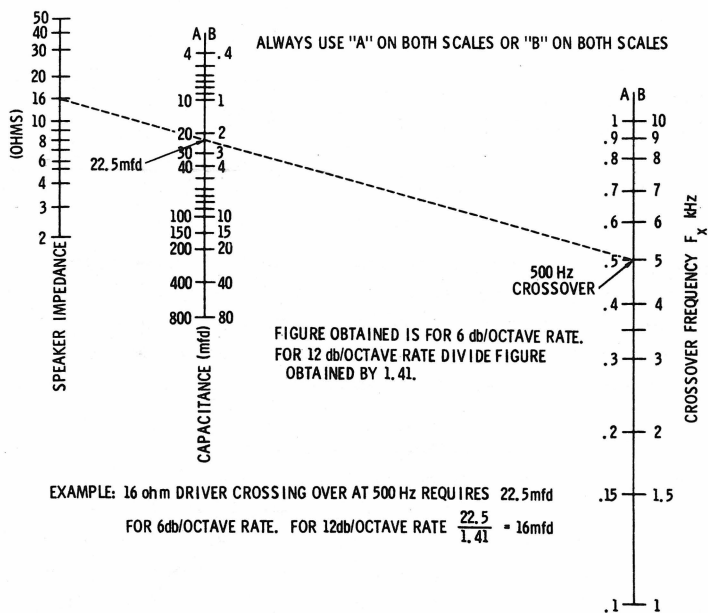 50
40
30
20
16
10
8
6
4
3
2
(OHMS)
SPEAKER IMPEDANCE
A B
4 .4
10 1
20 2
30 3
40 4
100 10
150 15
200 20
400 40
800 80
CAPACITANCE (mfd)
22.5mfd
ALWAYS USE "A" ON BOTH SCALES OR "B" ON BOTH SCALES
A B
1 10
.9 9
.8 8
.7 7
.6 6
.5 5
.4 4
.3 3
.2 2
.15 1.5
.1 1
CROSSOVER FREQUENCY FX kHz
500 Hz
CROSSOVER
FIGURE OBTAINED IS FOR 6 db/OCTAVE RATE.
FOR 12 db/OCTAVE RATE DIVIDE FIGURE
OBTAINED BY 1.41.
EXAMPLE: 16 ohm DRIVER CROSSING OVER AT 500 Hz REQUIRES 22.5mfd
FOR 6db/OCTAVE RATE. FOR 12db/OCTAVE RATE 22.5/1.41 = 16mfd